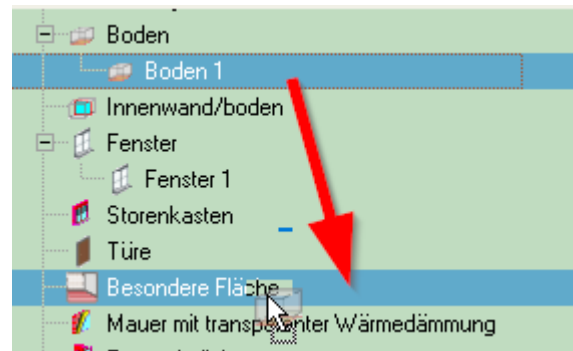 Boden
Boden 1
Innenwand/boden
Fenster
Fenster 1
Storenkasten
Türe
Besondere Fläche
Mauer mit transparenter Wärmedämmung